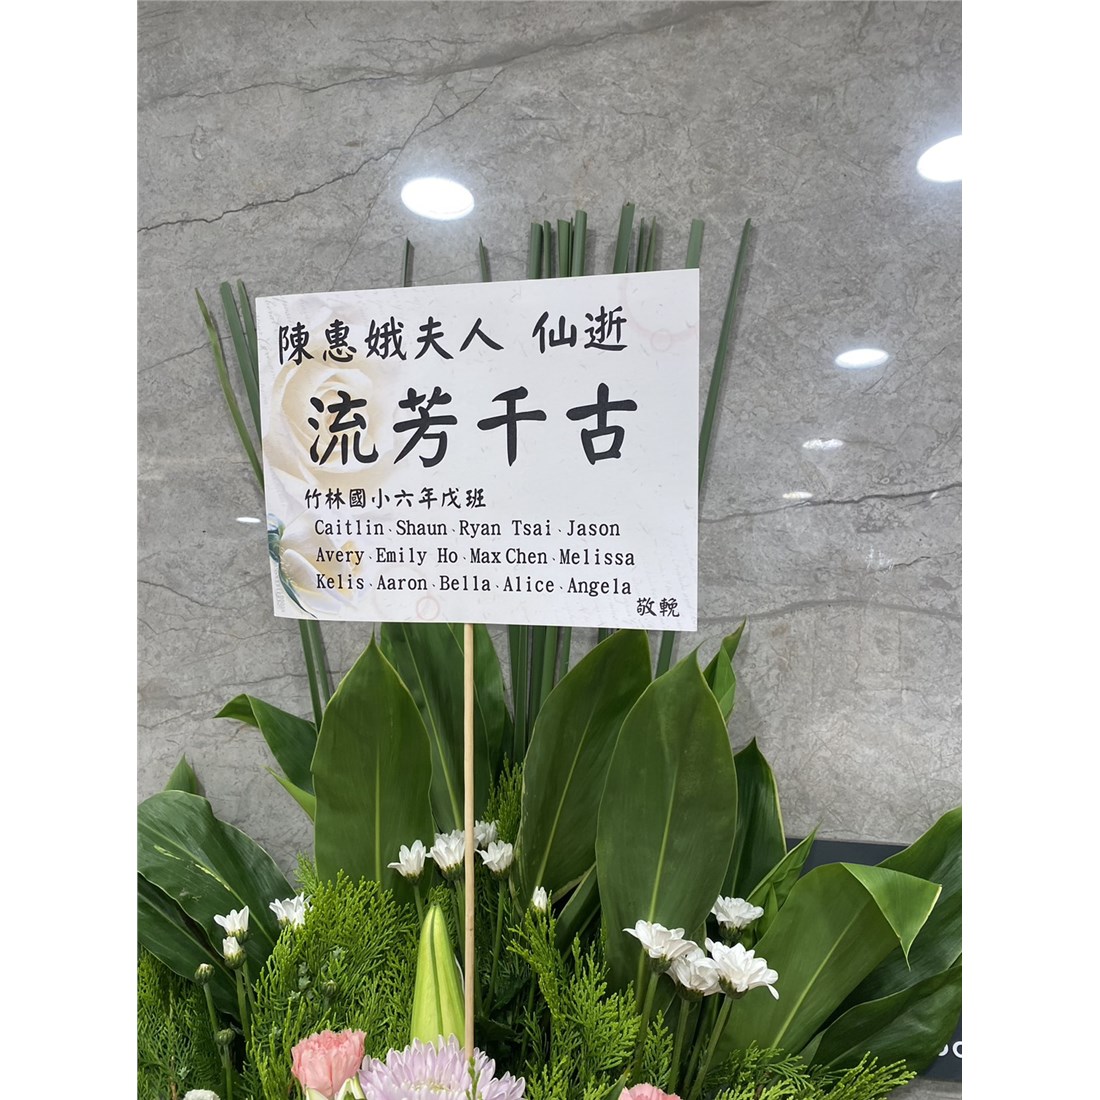 陳惠娥夫人 仙逝
流芳千古
竹林國小六年戊班
Caitlin、Shaun、Ryan Tsai、Jason
Avery、Emily Ho、Max Chen、Melissa
Kelis、Aaron、Bella、Alice、Angela
敬輓